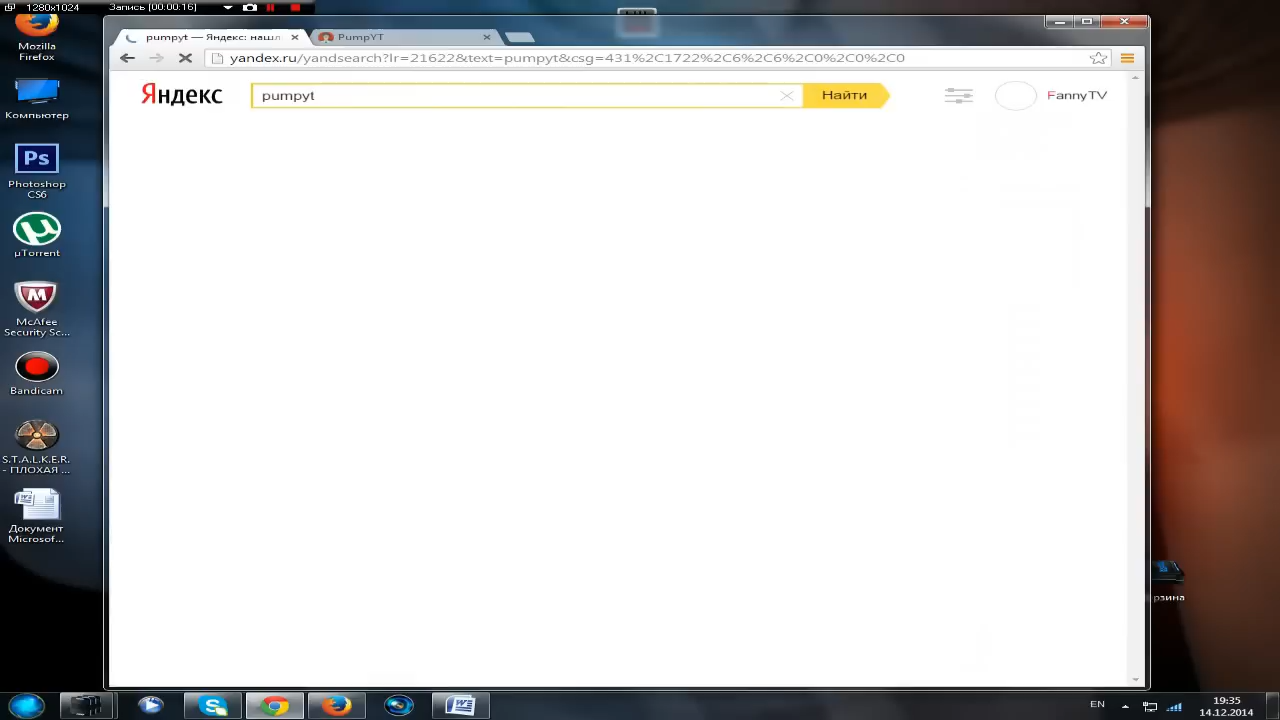 1280x1024 Запись [00:00:16]
pumpyt — Яндекс: нашл
PumpYT
yandex.ru/yandsearch?lr=21622&text=pumpyt&csg=431%2C1722%2C6%2C6%2C0%2C0%2C0
Яндекс
pumpyt
Найти
FannyTV
Mozilla
Firefox
Компьютер
Ps
Photoshop
CS6
µTorrent
McAfee
Security Sc...
Bandicam
S.T.A.L.K.E.R.
- ПЛОХАЯ ...
Документ
Microsof...
рзина
EN
19:35
14.12.2014